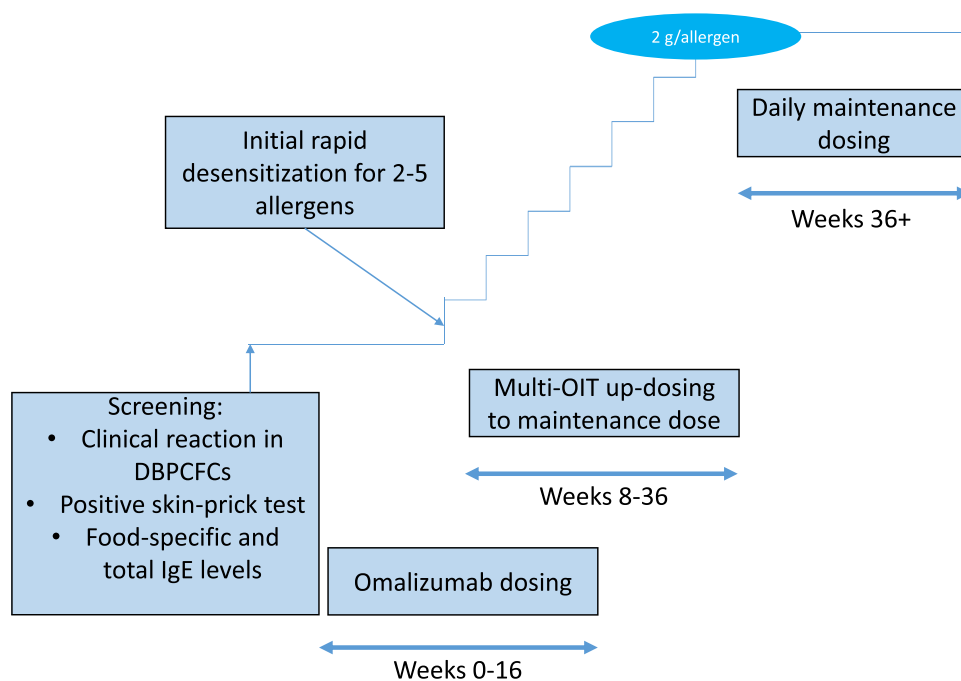 2 g/allergen
Daily maintenance
dosing
Weeks 36+
Initial rapid
desensitization for 2-5
allergens
Multi-OIT up-dosing
to maintenance dose
Weeks 8-36
Screening:
• Clinical reaction in
DBPCFCs
• Positive skin-prick test
• Food-specific and
total IgE levels
Omalizumab dosing
Weeks 0-16